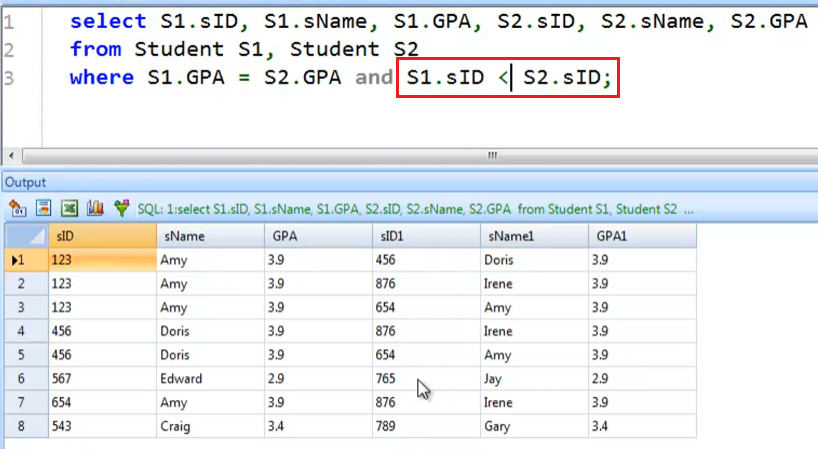 1 select S1.sID, S1.sName, S1.GPA, S2.sID, S2.sName, S2.GPA
2 from Student S1, Student S2
3 where S1.GPA = S2.GPA and S1.sID < S2.sID;
Output
SQL: 1:select S1.sID, S1.sName, S1.GPA, S2.sID, S2.sName, S2.GPA from Student S1, Student S2 ...
sID sName GPA sID1 sName1 GPA1
1 123 Amy 3.9 456 Doris 3.9
2 123 Amy 3.9 876 Irene 3.9
3 123 Amy 3.9 654 Amy 3.9
4 456 Doris 3.9 876 Irene 3.9
5 456 Doris 3.9 654 Amy 3.9
6 567 Edward 2.9 765 Jay 2.9
7 654 Amy 3.9 876 Irene 3.9
8 543 Craig 3.4 789 Gary 3.4